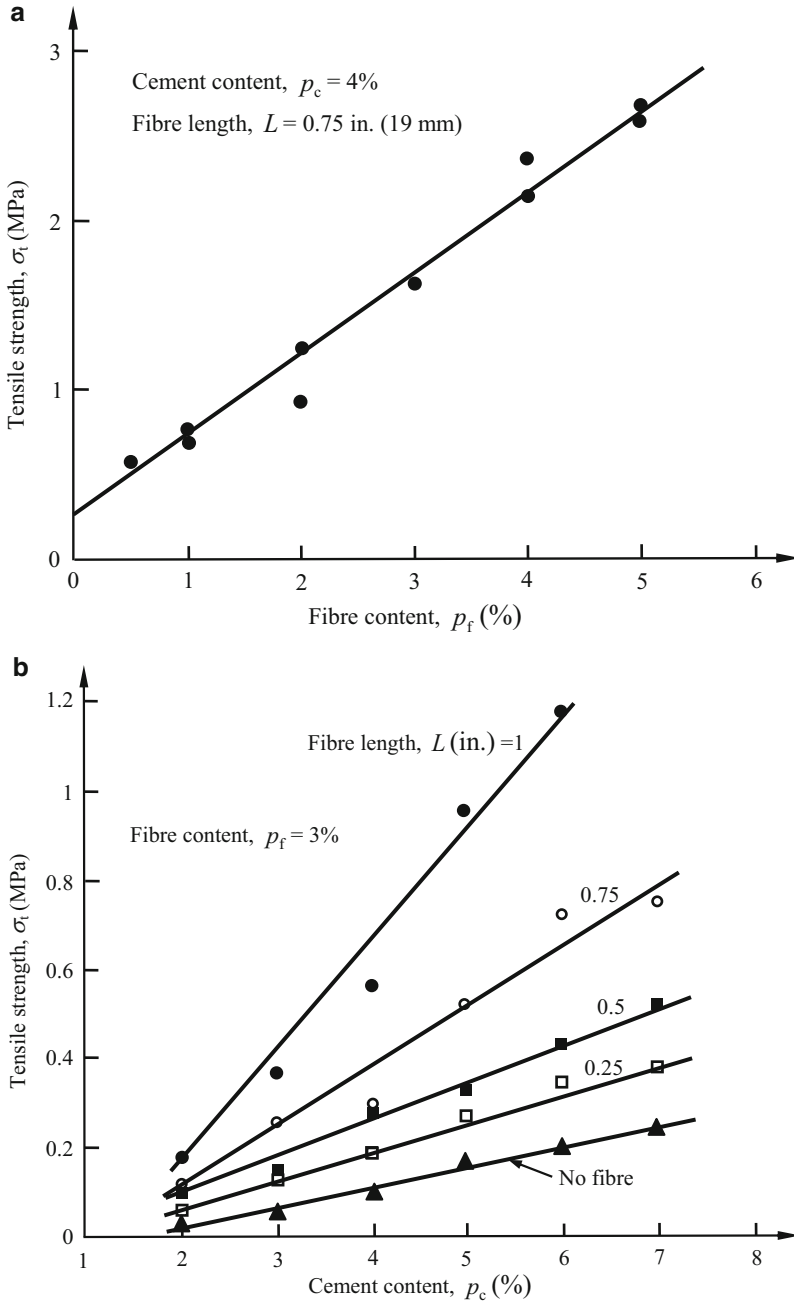 a
3
Cement content, p_c = 4%
Fibre length, L = 0.75 in. (19 mm)
2
Tensile strength, σ_t (MPa)
1
0
0 1 2 3 4 5 6
Fibre content, p_f (%)
b
1.2
Fibre length, L (in.) =1
1
Fibre content, p_f = 3%
0.8
0.75
Tensile strength, σ_t (MPa)
0.6
0.5
0.4
0.25
0.2
No fibre
0
1 2 3 4 5 6 7 8
Cement content, p_c (%)